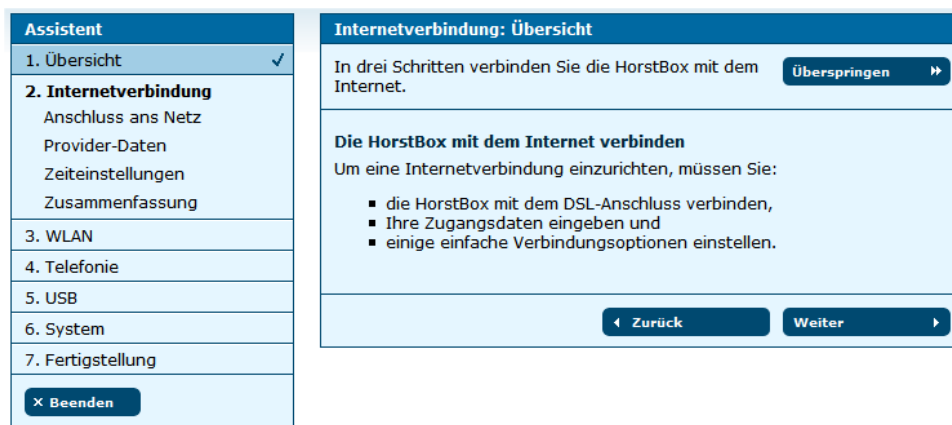 Assistent
1. Übersicht
2. Internetverbindung
Anschluss ans Netz
Provider-Daten
Zeiteinstellungen
Zusammenfassung
3. WLAN
4. Telefonie
5. USB
6. System
7. Fertigstellung
× Beenden
Internetverbindung: Übersicht
In drei Schritten verbinden Sie die HorstBox mit dem
Internet.
Überspringen
Die HorstBox mit dem Internet verbinden
Um eine Internetverbindung einzurichten, müssen Sie:
die HorstBox mit dem DSL-Anschluss verbinden,
Ihre Zugangsdaten eingeben und
einige einfache Verbindungsoptionen einstellen.
Zurück
Weiter